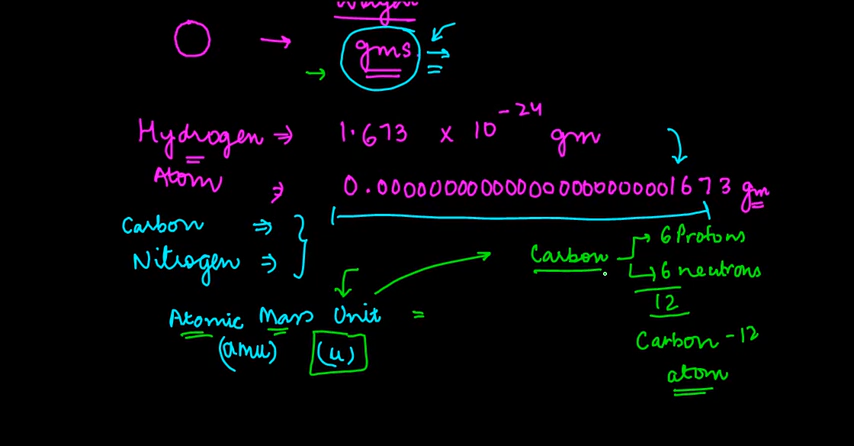 gms
Hydrogen ⇒ 1.673 × 10⁻²⁴ gm
Atom ⇒ 0.000000000000000000000001673 gm
Carbon ⇒
Nitrogen ⇒
Carbon → 6 Protons
→ 6 neutrons
12
Atomic Mass Unit =
(amu) (u)
Carbon-12
atom